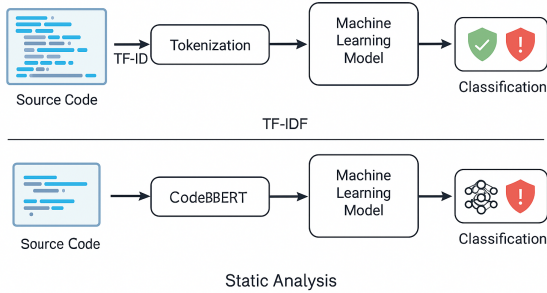 TF-ID
Tokenization
Machine
Learning
Model
Source Code
Classification
TF-IDF
CodeBBERT
Machine
Learning
Model
Source Code
Classification
Static Analysis